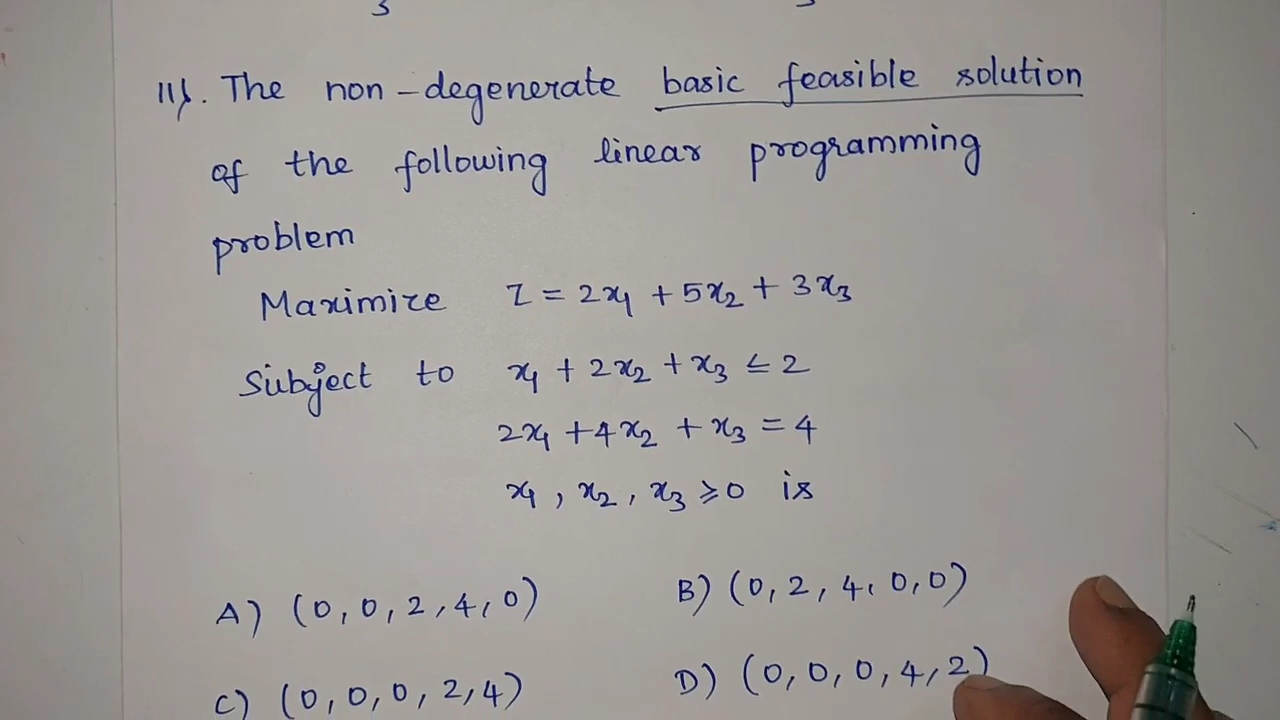 11). The non-degenerate basic feasible solution
of the following linear programming
problem
Maximize Z = 2x₁ + 5x₂ + 3x₃
Subject to x₁ + 2x₂ + x₃ ≤ 2
2x₁ + 4x₂ + x₃ = 4
x₁, x₂, x₃ ≥ 0 is
A) (0, 0, 2, 4, 0) B) (0, 2, 4, 0, 0)
C) (0, 0, 0, 2, 4) D) (0, 0, 0, 4, 2)